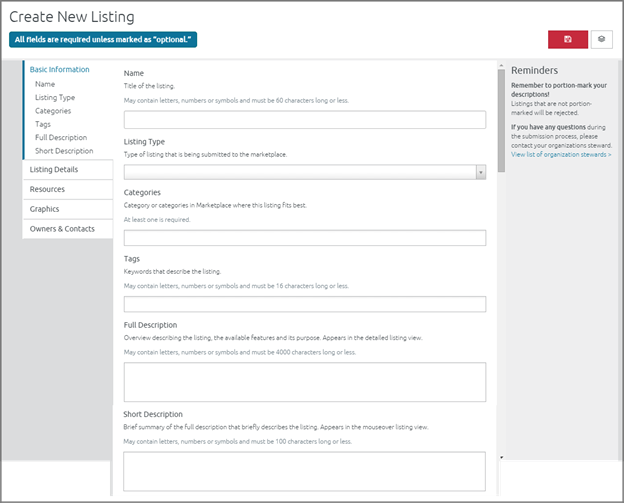 Create New Listing
All fields are required unless marked as "optional."
Basic Information
Name
Listing Type
Categories
Tags
Full Description
Short Description
Listing Details
Resources
Graphics
Owners & Contacts
Name
Title of the listing.
May contain letters, numbers or symbols and must be 60 characters long or less.
Listing Type
Type of listing that is being submitted to the marketplace.
Categories
Category or categories in Marketplace where this listing fits best.
At least one is required.
Tags
Keywords that describe the listing.
May contain letters, numbers or symbols and must be 16 characters long or less.
Full Description
Overview describing the listing, the available features and its purpose. Appears in the detailed listing view.
May contain letters, numbers or symbols and must be 4000 characters long or less.
Short Description
Brief summary of the full description that briefly describes the listing. Appears in the mouseover listing view.
May contain letters, numbers or symbols and must be 100 characters long or less.
Reminders
Remember to portion-mark your
descriptions!
Listings that are not portion-
marked will be rejected.
If you have any questions during
the submission process, please
contact your organizations steward.
View list of organization stewards >